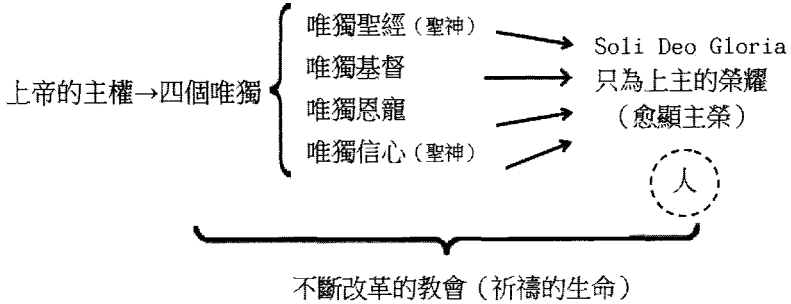 上帝的主權→四個唯獨
唯獨聖經（聖神）
唯獨基督
唯獨恩寵
唯獨信心（聖神）
Soli Deo Gloria
只為上主的榮耀
（愈顯主榮）
人
不斷改革的教會（祈禱的生命）